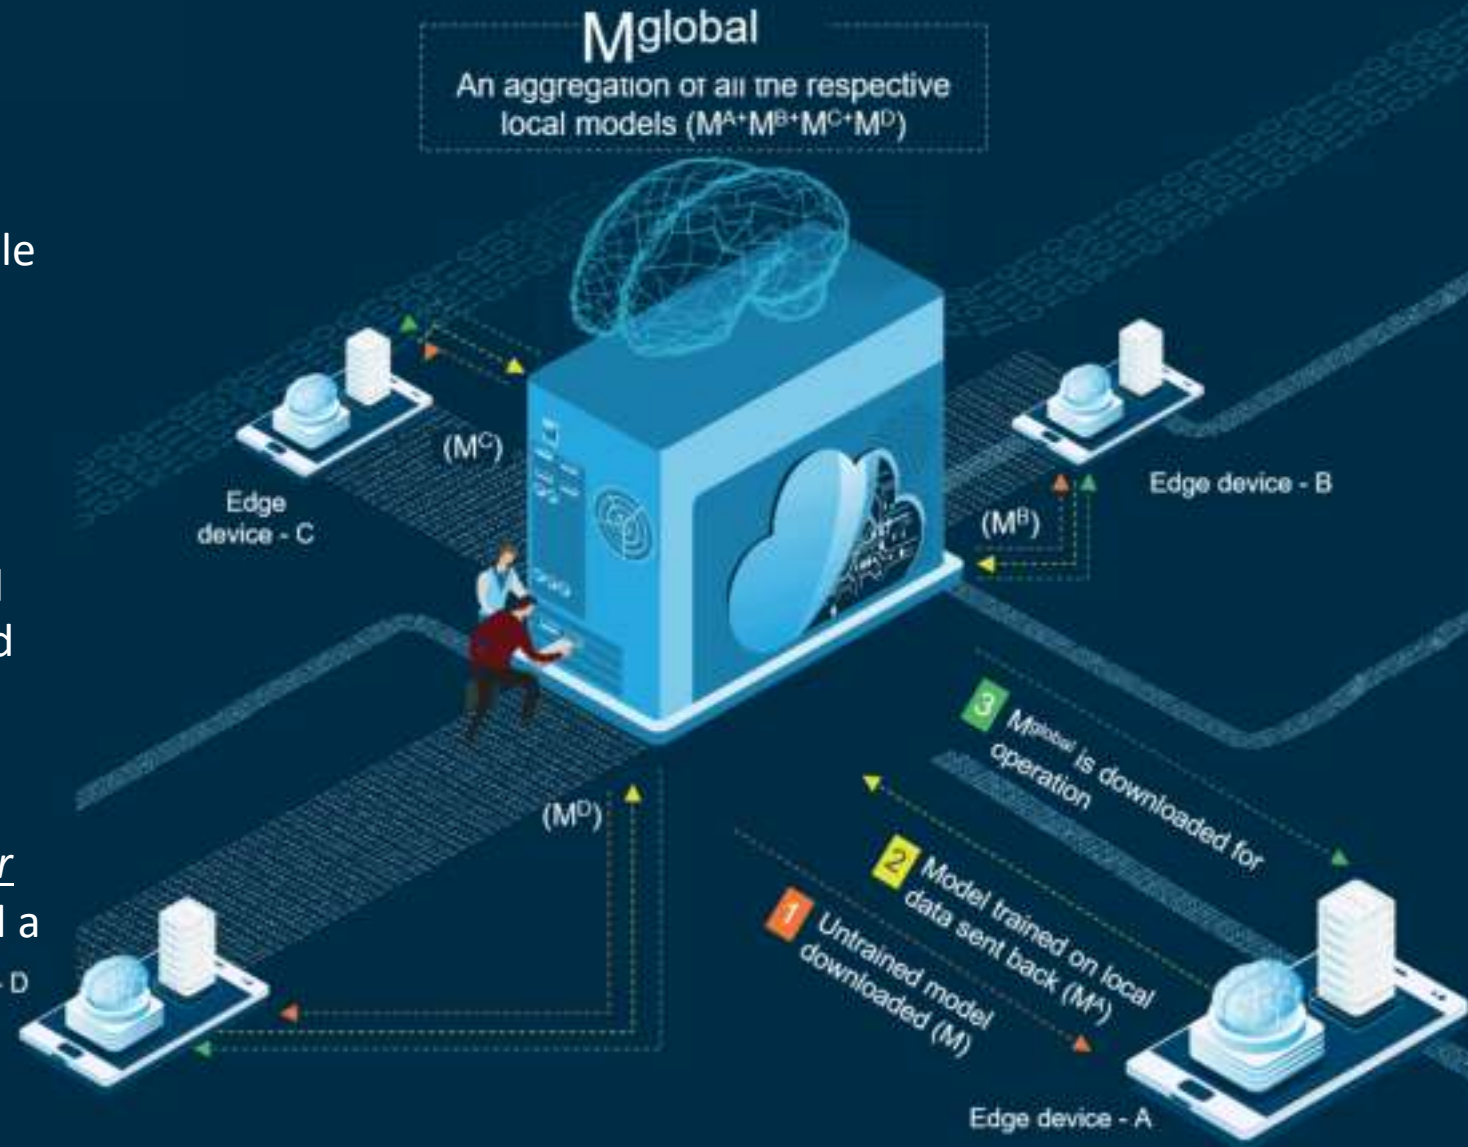 Mglobal
An aggregation of all the respective
local models (MA+MB+MC+MD)
le
d
r
l a
- D
(MC)
Edge
device - C
(MB)
Edge device - B
(MD)
3 Mglobal is downloaded for
operation
2 Model trained on local
data sent back (MA)
1 Untrained model
downloaded (M)
Edge device - A